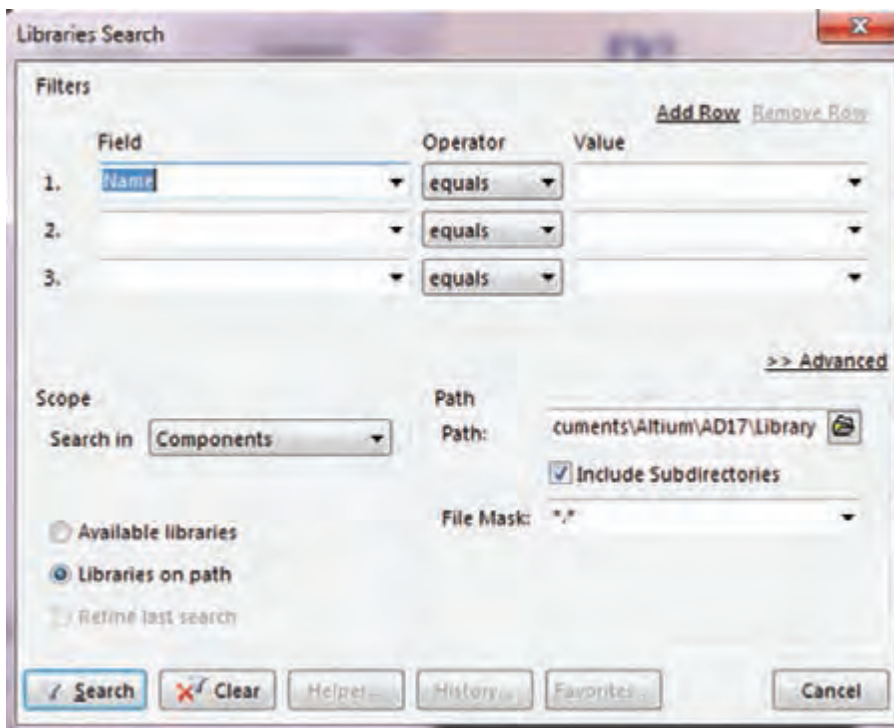 Libraries Search
Filters
Add Row Remove Row
Field Operator Value
1. Name equals
2. equals
3. equals
>> Advanced
Scope Path
Search in Components Path: cuments\Altium\AD17\Library
Include Subdirectories
File Mask: *.*
Available libraries
Libraries on path
Refine last search
Search Clear Helper... History... Favorites... Cancel